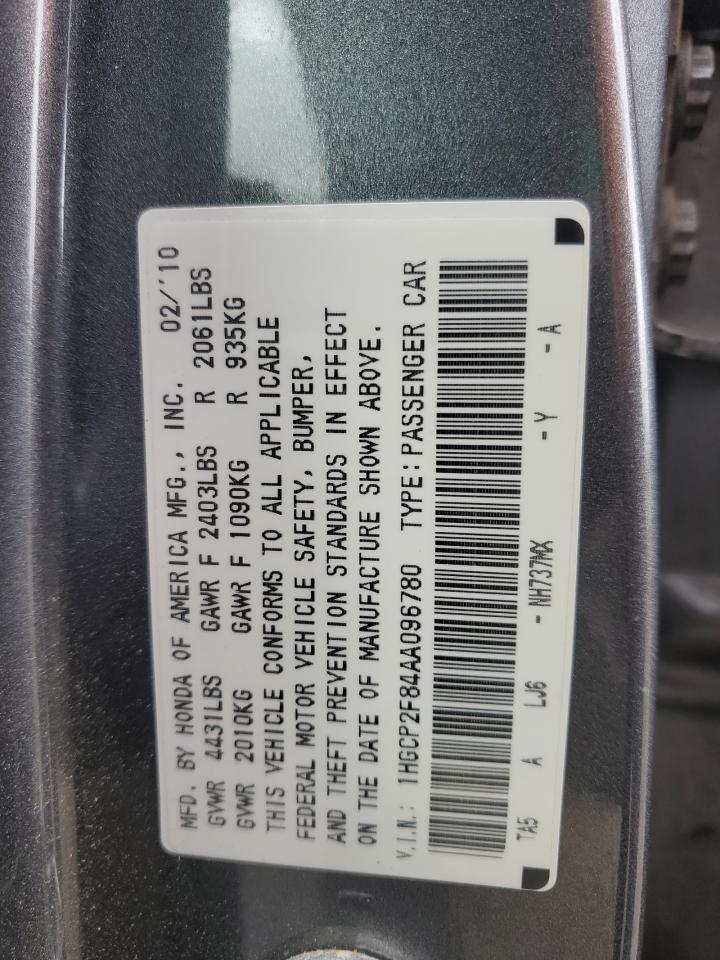 MFD. BY HONDA OF AMERICA MFG., INC. 02/'10
GVWR 4431LBS GAWR F 2403LBS R 2061LBS
GVWR 2010KG GAWR F 1090KG R 935KG
THIS VEHICLE CONFORMS TO ALL APPLICABLE
FEDERAL MOTOR VEHICLE SAFETY, BUMPER,
AND THEFT PREVENTION STANDARDS IN EFFECT
ON THE DATE OF MANUFACTURE SHOWN ABOVE.
V.I.N.: 1HGCP2F84AA096780 TYPE:PASSENGER CAR
TA5 A LJ6 - NH737MX - Y - A